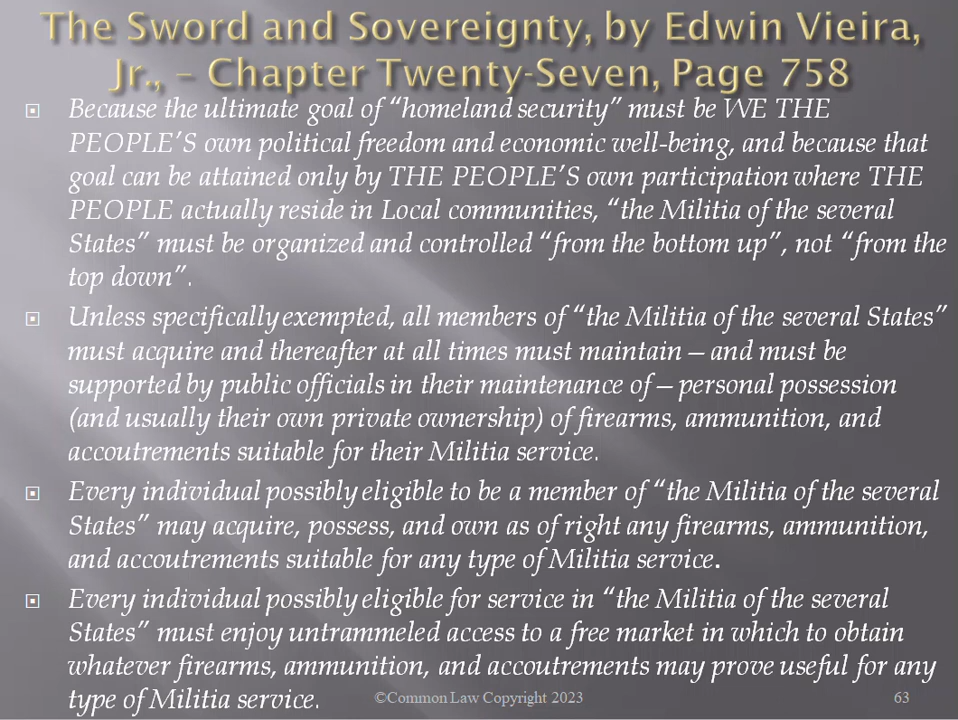 The Sword and Sovereignty, by Edwin Vieira,
Jr., – Chapter Twenty-Seven, Page 758
Because the ultimate goal of “homeland security” must be WE THE
PEOPLE’S own political freedom and economic well-being, and because that
goal can be attained only by THE PEOPLE’S own participation where THE
PEOPLE actually reside in Local communities, “the Militia of the several
States” must be organized and controlled “from the bottom up”, not “from the
top down”.
Unless specifically exempted, all members of “the Militia of the several States”
must acquire and thereafter at all times must maintain — and must be
supported by public officials in their maintenance of — personal possession
(and usually their own private ownership) of firearms, ammunition, and
accoutrements suitable for their Militia service.
Every individual possibly eligible to be a member of “the Militia of the several
States” may acquire, possess, and own as of right any firearms, ammunition,
and accoutrements suitable for any type of Militia service.
Every individual possibly eligible for service in “the Militia of the several
States” must enjoy untrammeled access to a free market in which to obtain
whatever firearms, ammunition, and accoutrements may prove useful for any
type of Militia service.
©Common Law Copyright 2023
63